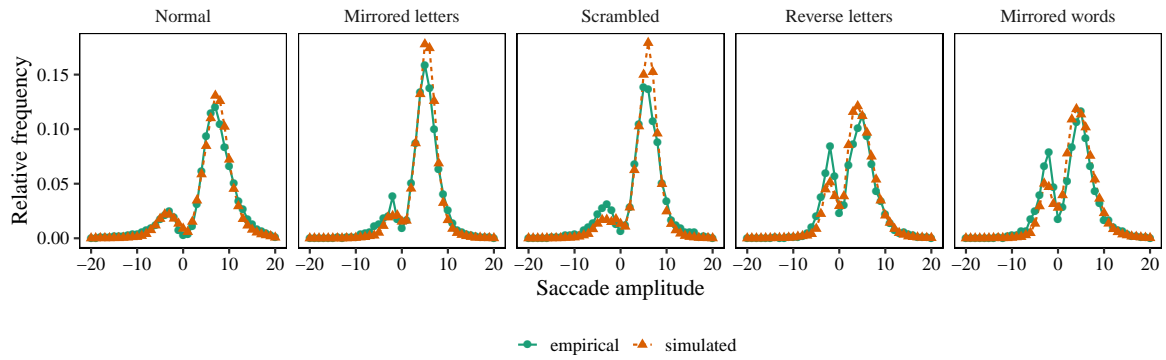 Normal Mirrored letters Scrambled Reverse letters Mirrored words
Relative frequency
0.15
0.10
0.05
0.00
−20 −10 0 10 20 −20 −10 0 10 20 −20 −10 0 10 20 −20 −10 0 10 20 −20 −10 0 10 20
Saccade amplitude
empirical simulated